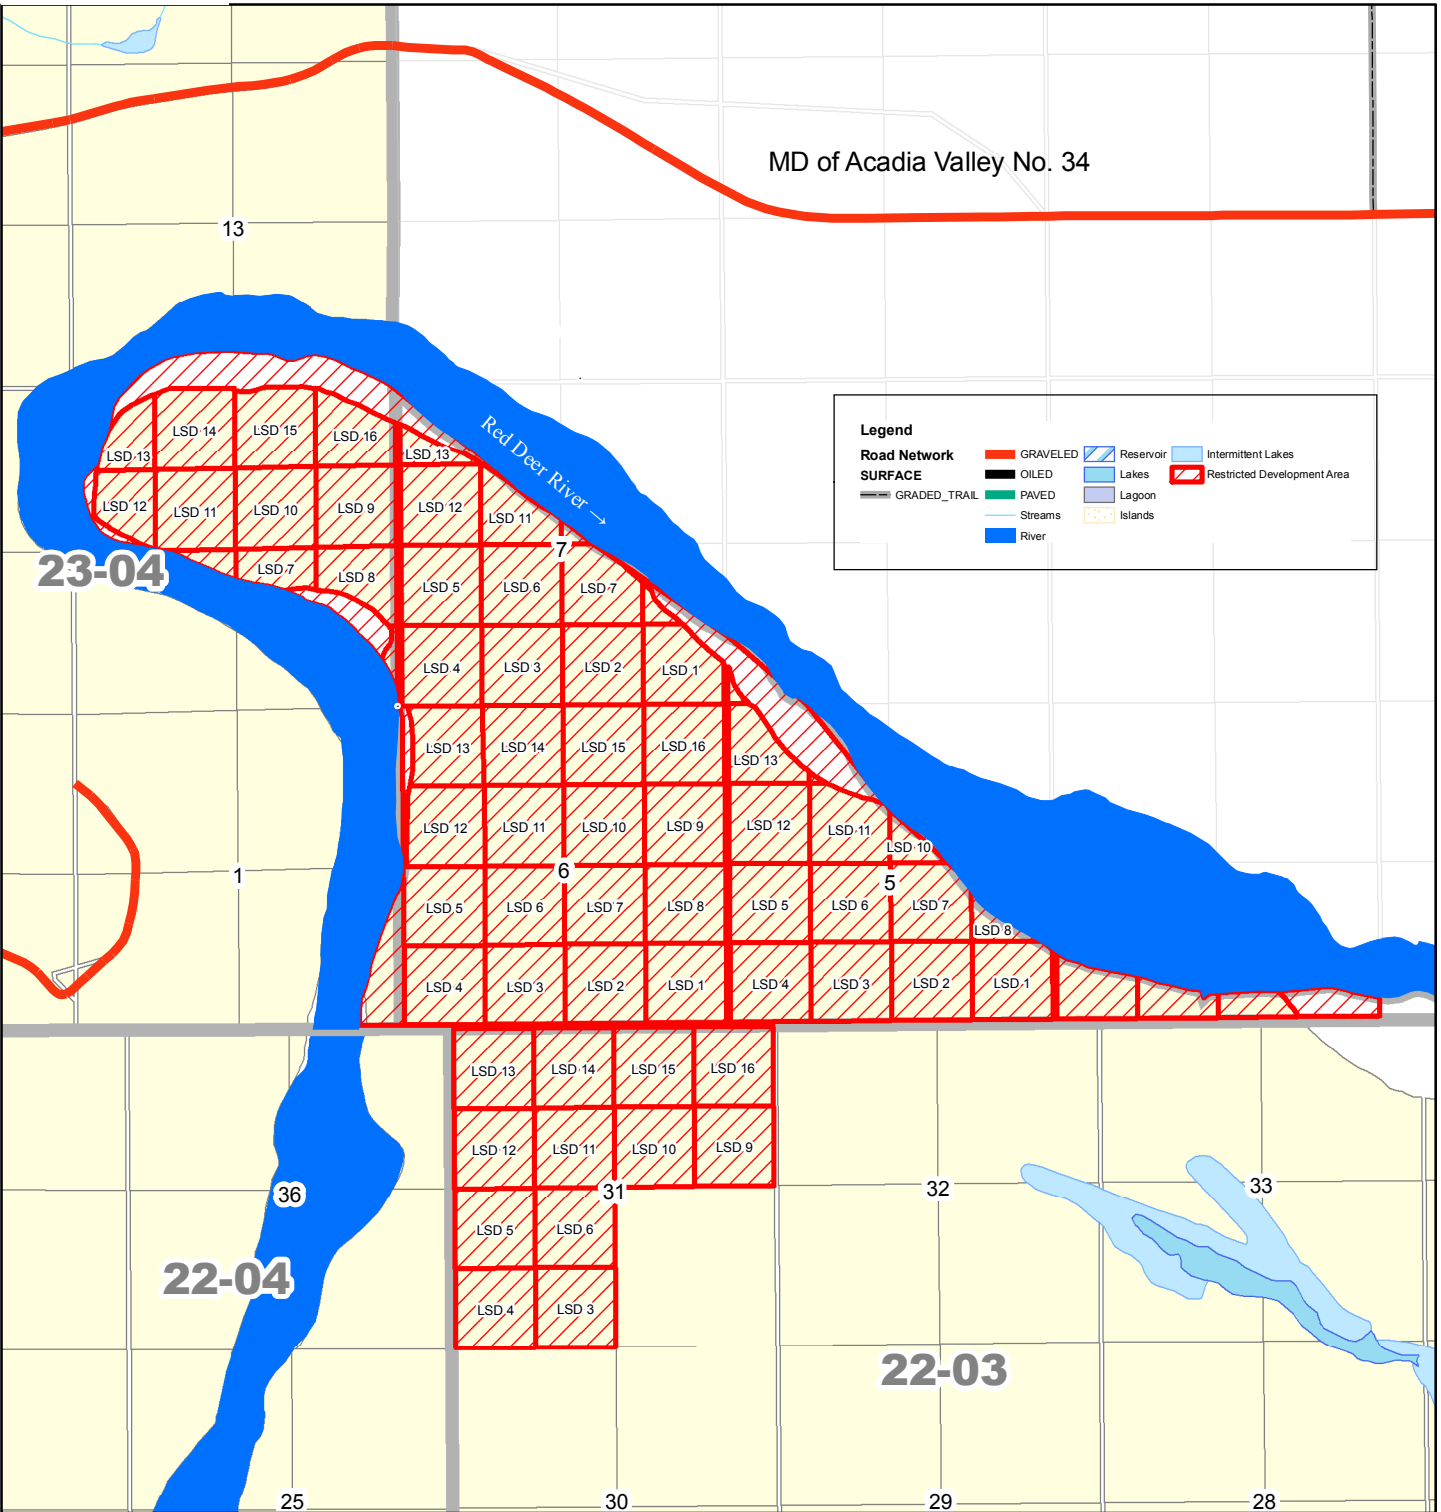 MD of Acadia Valley No. 34
13
Legend
Road Network
SURFACE
GRADED_TRAIL
GRAVELED
OILED
PAVED
Streams
River
Reservoir
Lakes
Lagoon
Islands
Intermittent Lakes
Restricted Development Area
Red Deer River →
LSD 13
LSD 14
LSD 15
LSD 16
LSD 13
LSD 12
LSD 11
LSD 10
LSD 9
LSD 12
LSD 11
7
23-04
LSD 7
LSD 8
LSD 5
LSD 6
LSD 7
LSD 4
LSD 3
LSD 2
LSD 1
LSD 13
LSD 14
LSD 15
LSD 16
LSD 13
LSD 12
LSD 11
LSD 10
LSD 9
LSD 12
LSD 11
LSD 10
1
6
5
LSD 5
LSD 6
LSD 7
LSD 8
LSD 5
LSD 6
LSD 7
LSD 8
LSD 4
LSD 3
LSD 2
LSD 1
LSD 4
LSD 3
LSD 2
LSD 1
LSD 13
LSD 14
LSD 15
LSD 16
LSD 12
LSD 11
LSD 10
LSD 9
36
31
32
33
LSD 5
LSD 6
22-04
LSD 4
LSD 3
22-03
25
30
29
28